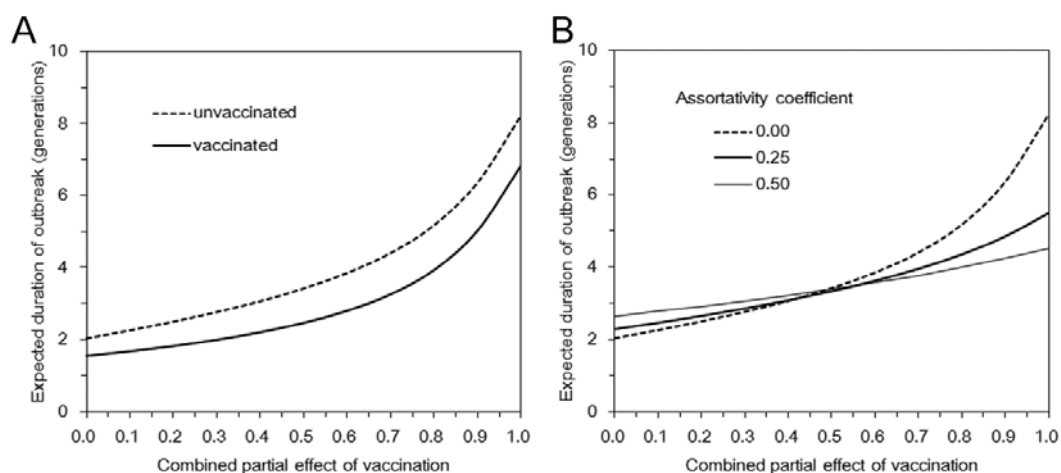 A
Expected duration of outbreak (generations)
10
8
6
4
2
0
unvaccinated
vaccinated
0.0 0.1 0.2 0.3 0.4 0.5 0.6 0.7 0.8 0.9 1.0
Combined partial effect of vaccination
B
Expected duration of outbreak (generations)
10
8
6
4
2
0
Assortativity coefficient
0.00
0.25
0.50
0.0 0.1 0.2 0.3 0.4 0.5 0.6 0.7 0.8 0.9 1.0
Combined partial effect of vaccination